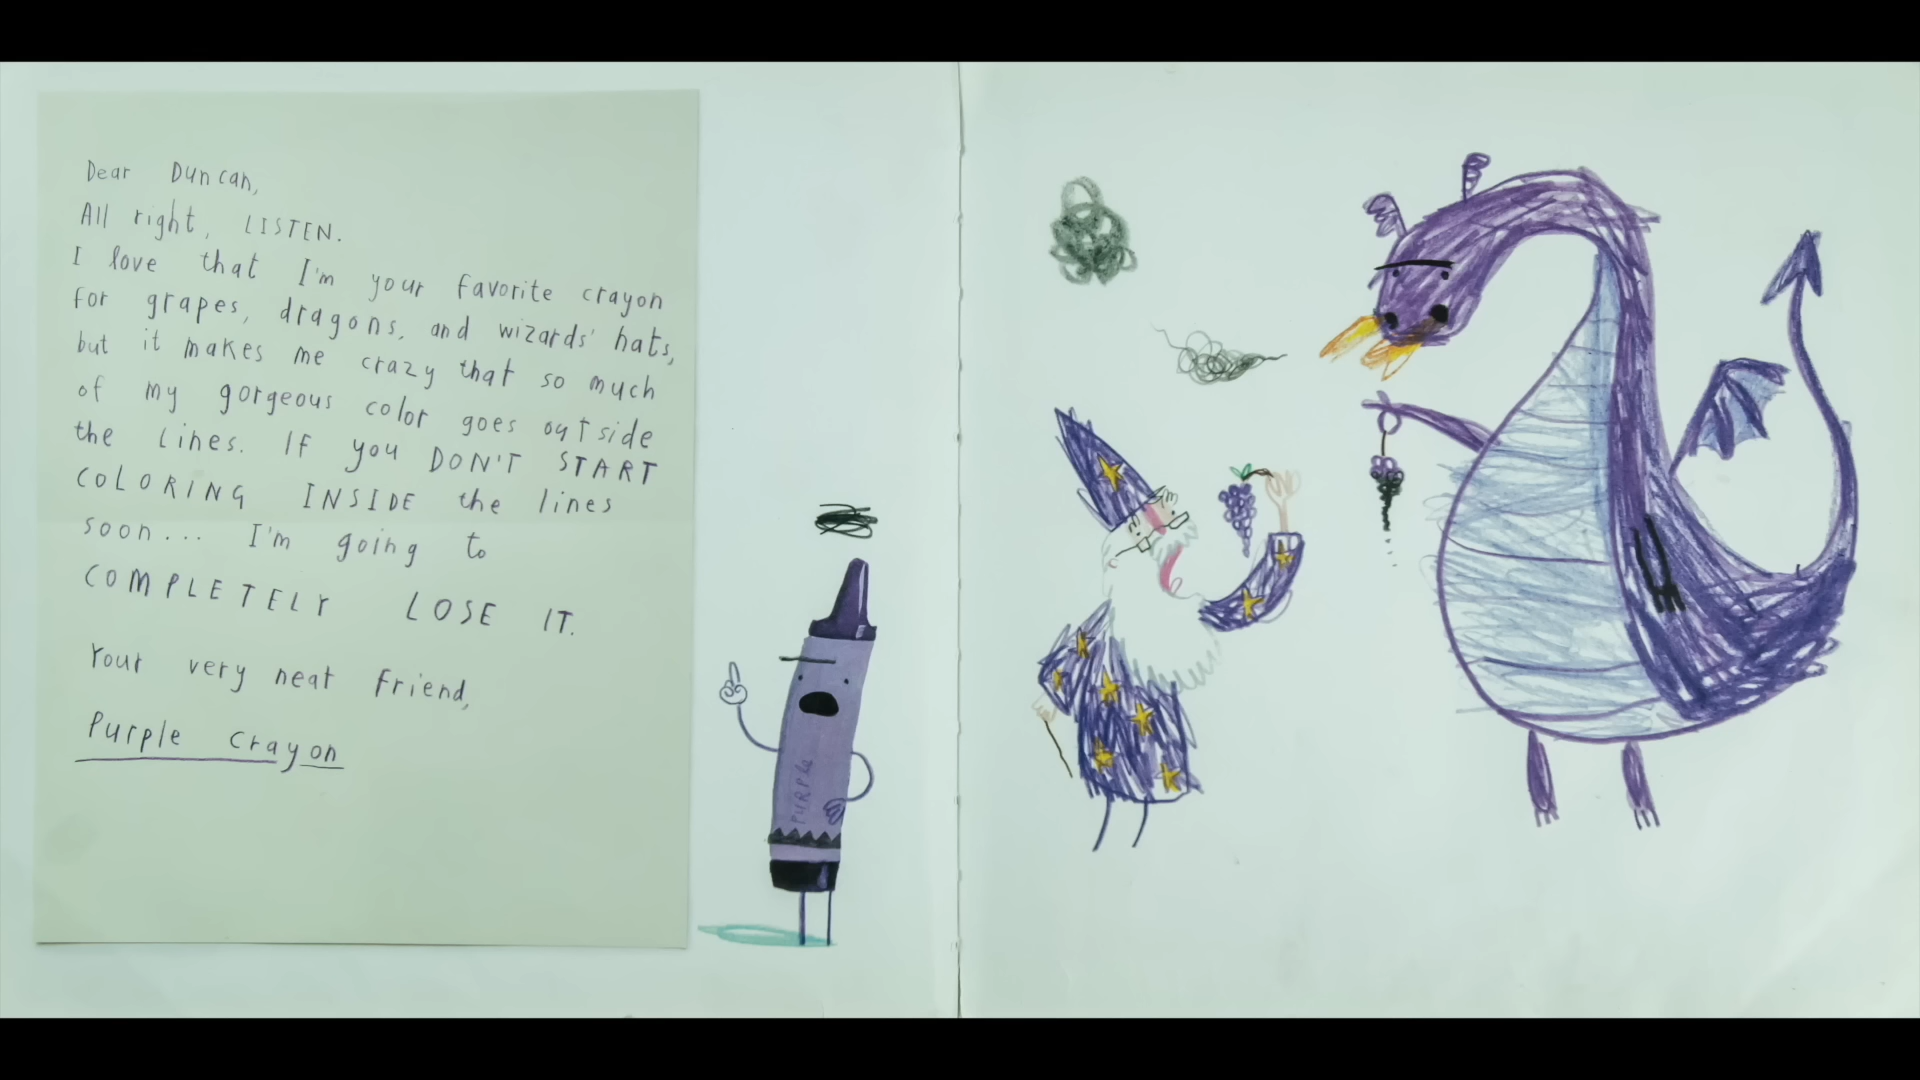 Dear Duncan,
All right, LISTEN.
I love that I'm your favorite crayon
for grapes, dragons, and wizards' hats,
but it makes me crazy that so much
of my gorgeous color goes outside
the lines. If you DON'T START
COLORING INSIDE the lines
soon... I'm going to
COMPLETELY LOSE IT.
Your very neat friend,
Purple Crayon
PURPLE